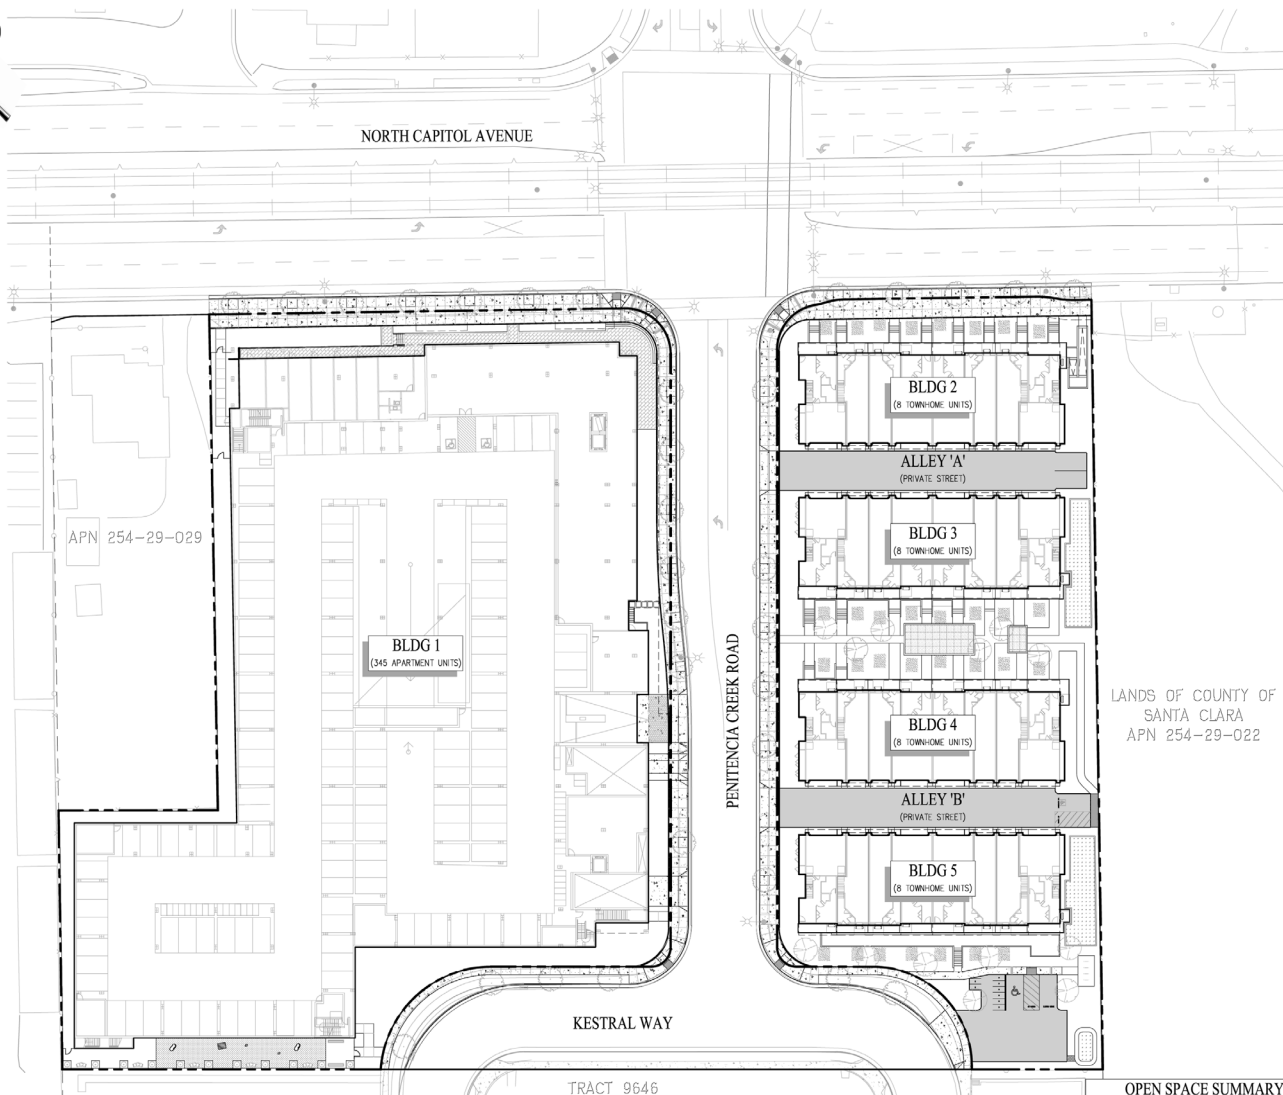 NORTH CAPITOL AVENUE
BLDG 2
(8 TOWNHOME UNITS)
ALLEY 'A'
(PRIVATE STREET)
APN 254-29-029
BLDG 3
(8 TOWNHOME UNITS)
BLDG 1
(345 APARTMENT UNITS)
PENITENCIA CREEK ROAD
LANDS OF COUNTY OF
SANTA CLARA
APN 254-29-022
BLDG 4
(8 TOWNHOME UNITS)
ALLEY 'B'
(PRIVATE STREET)
BLDG 5
(8 TOWNHOME UNITS)
KESTRAL WAY
TRACT 9646
OPEN SPACE SUMMARY